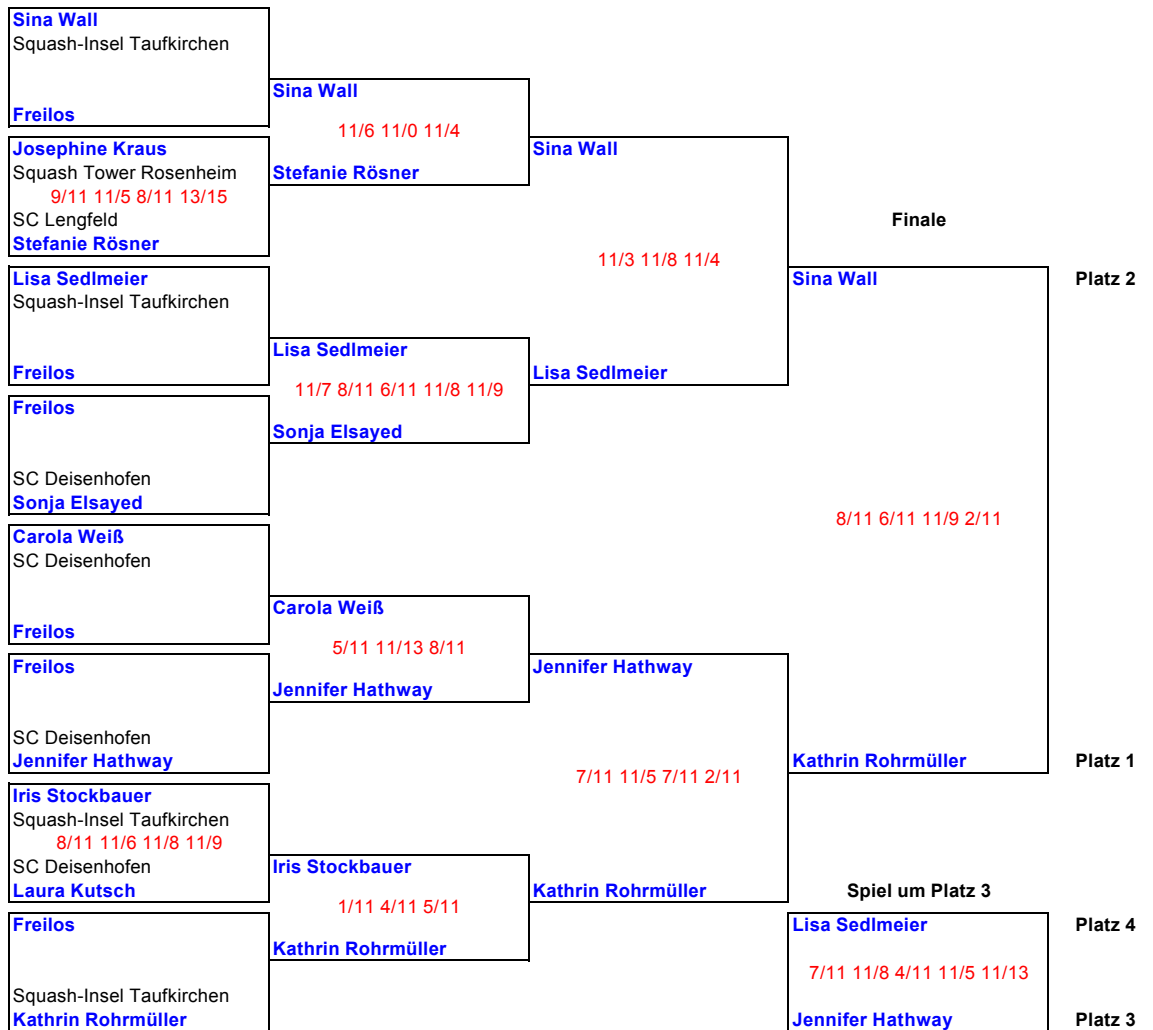 Sina Wall
Squash-Insel Taufkirchen
Freilos
Josephine Kraus
Squash Tower Rosenheim
9/11 11/5 8/11 13/15
SC Lengfeld
Stefanie Rösner
Lisa Sedlmeier
Squash-Insel Taufkirchen
Freilos
Freilos
SC Deisenhofen
Sonja Elsayed
Carola Weiß
SC Deisenhofen
Freilos
Freilos
SC Deisenhofen
Jennifer Hathway
Iris Stockbauer
Squash-Insel Taufkirchen
8/11 11/6 11/8 11/9
SC Deisenhofen
Laura Kutsch
Freilos
Squash-Insel Taufkirchen
Kathrin Rohrmüller
Sina Wall
11/6 11/0 11/4
Stefanie Rösner
Lisa Sedlmeier
11/7 8/11 6/11 11/8 11/9
Sonja Elsayed
Carola Weiß
5/11 11/13 8/11
Jennifer Hathway
Iris Stockbauer
1/11 4/11 5/11
Kathrin Rohrmüller
Sina Wall
11/3 11/8 11/4
Lisa Sedlmeier
Jennifer Hathway
7/11 11/5 7/11 2/11
Kathrin Rohrmüller
Finale
Sina Wall
Platz 2
8/11 6/11 11/9 2/11
Kathrin Rohrmüller
Platz 1
Spiel um Platz 3
Lisa Sedlmeier
Platz 4
7/11 11/8 4/11 11/5 11/13
Jennifer Hathway
Platz 3